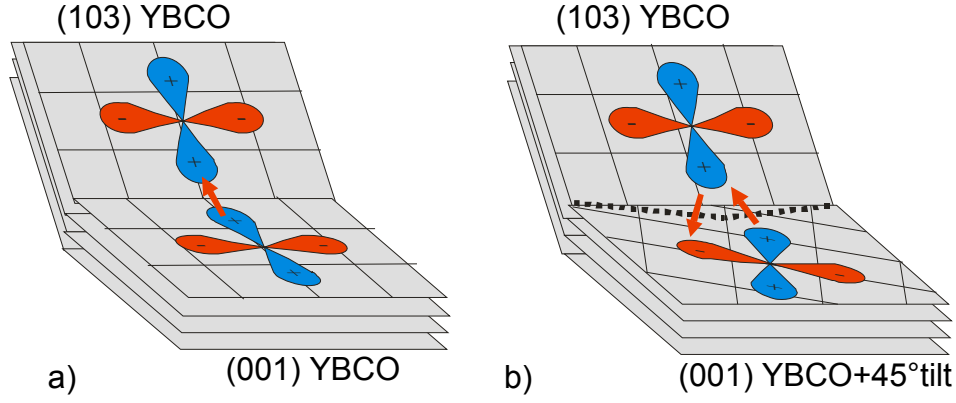 (103) YBCO
+
-
-
+
+
-
-
+
(001) YBCO
a)
(103) YBCO
+
-
-
+
+
-
-
+
(001) YBCO+45°tilt
b)